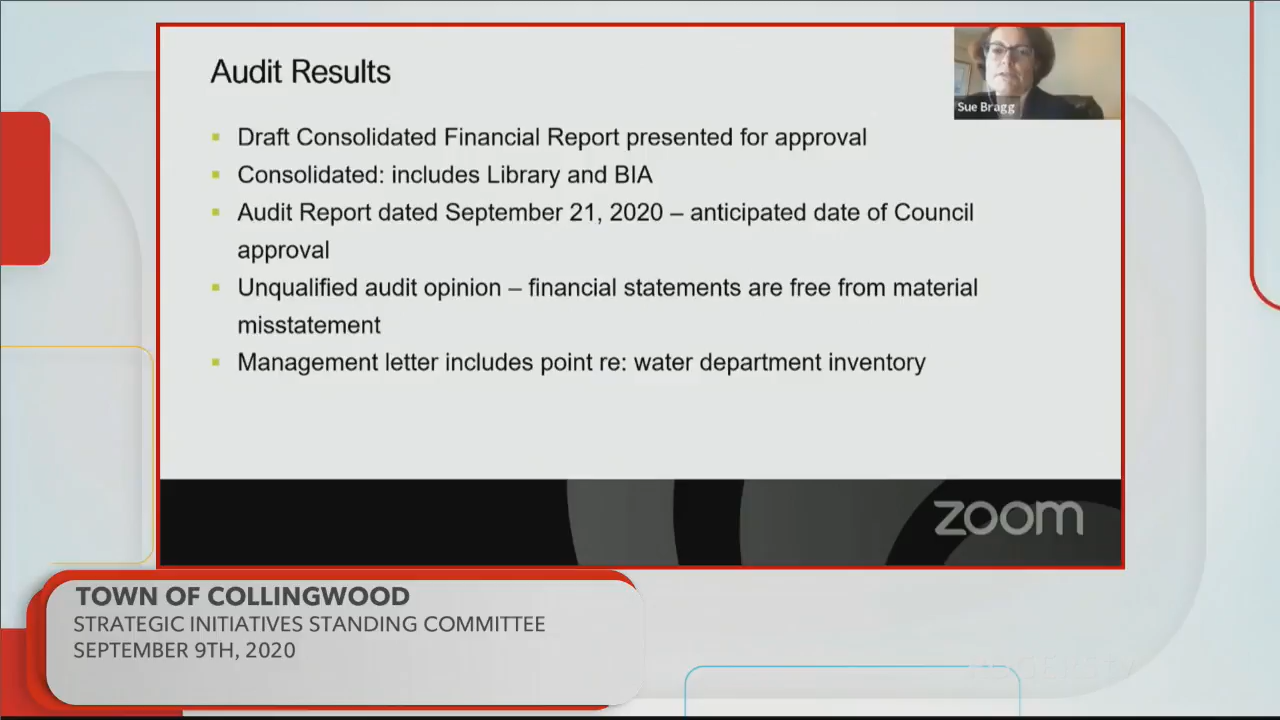 Audit Results
Sue Bragg
Draft Consolidated Financial Report presented for approval
Consolidated: includes Library and BIA
Audit Report dated September 21, 2020 – anticipated date of Council
approval
Unqualified audit opinion – financial statements are free from material
misstatement
Management letter includes point re: water department inventory
zoom
TOWN OF COLLINGWOOD
STRATEGIC INITIATIVES STANDING COMMITTEE
SEPTEMBER 9TH, 2020